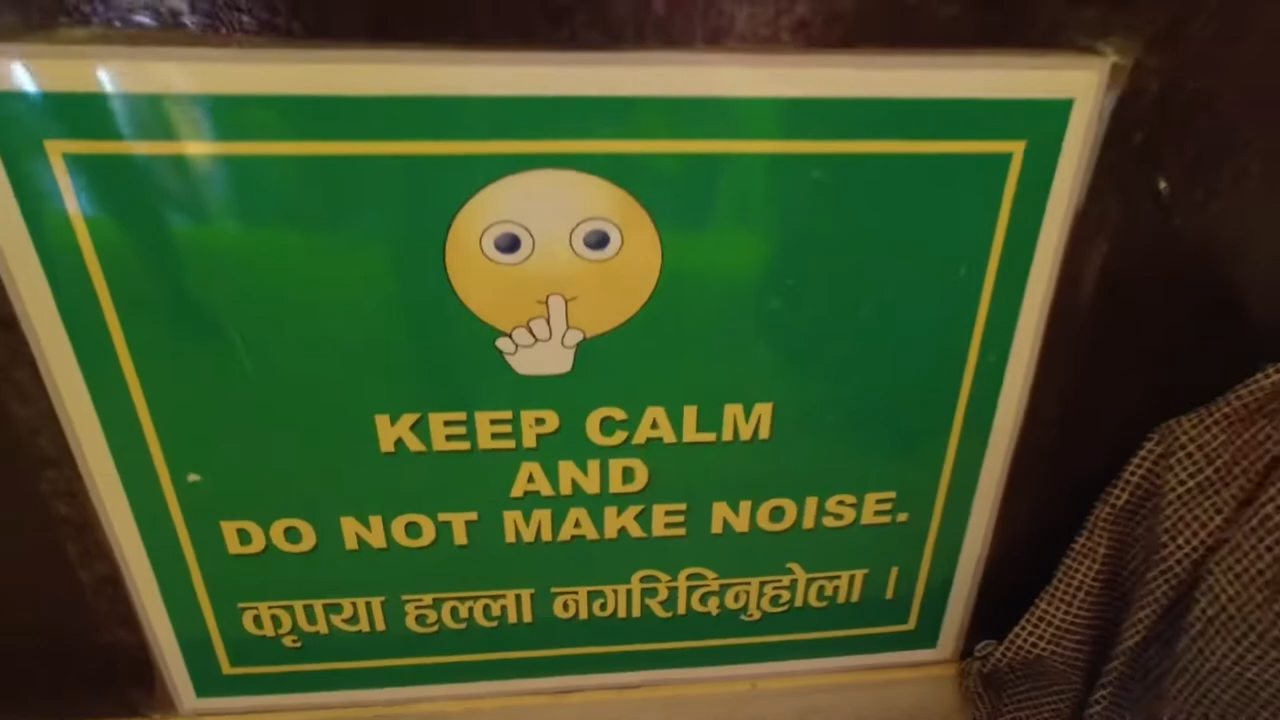 KEEP CALM
AND
DO NOT MAKE NOISE.
कृपया हल्ला नगरिदिनुहोला ।